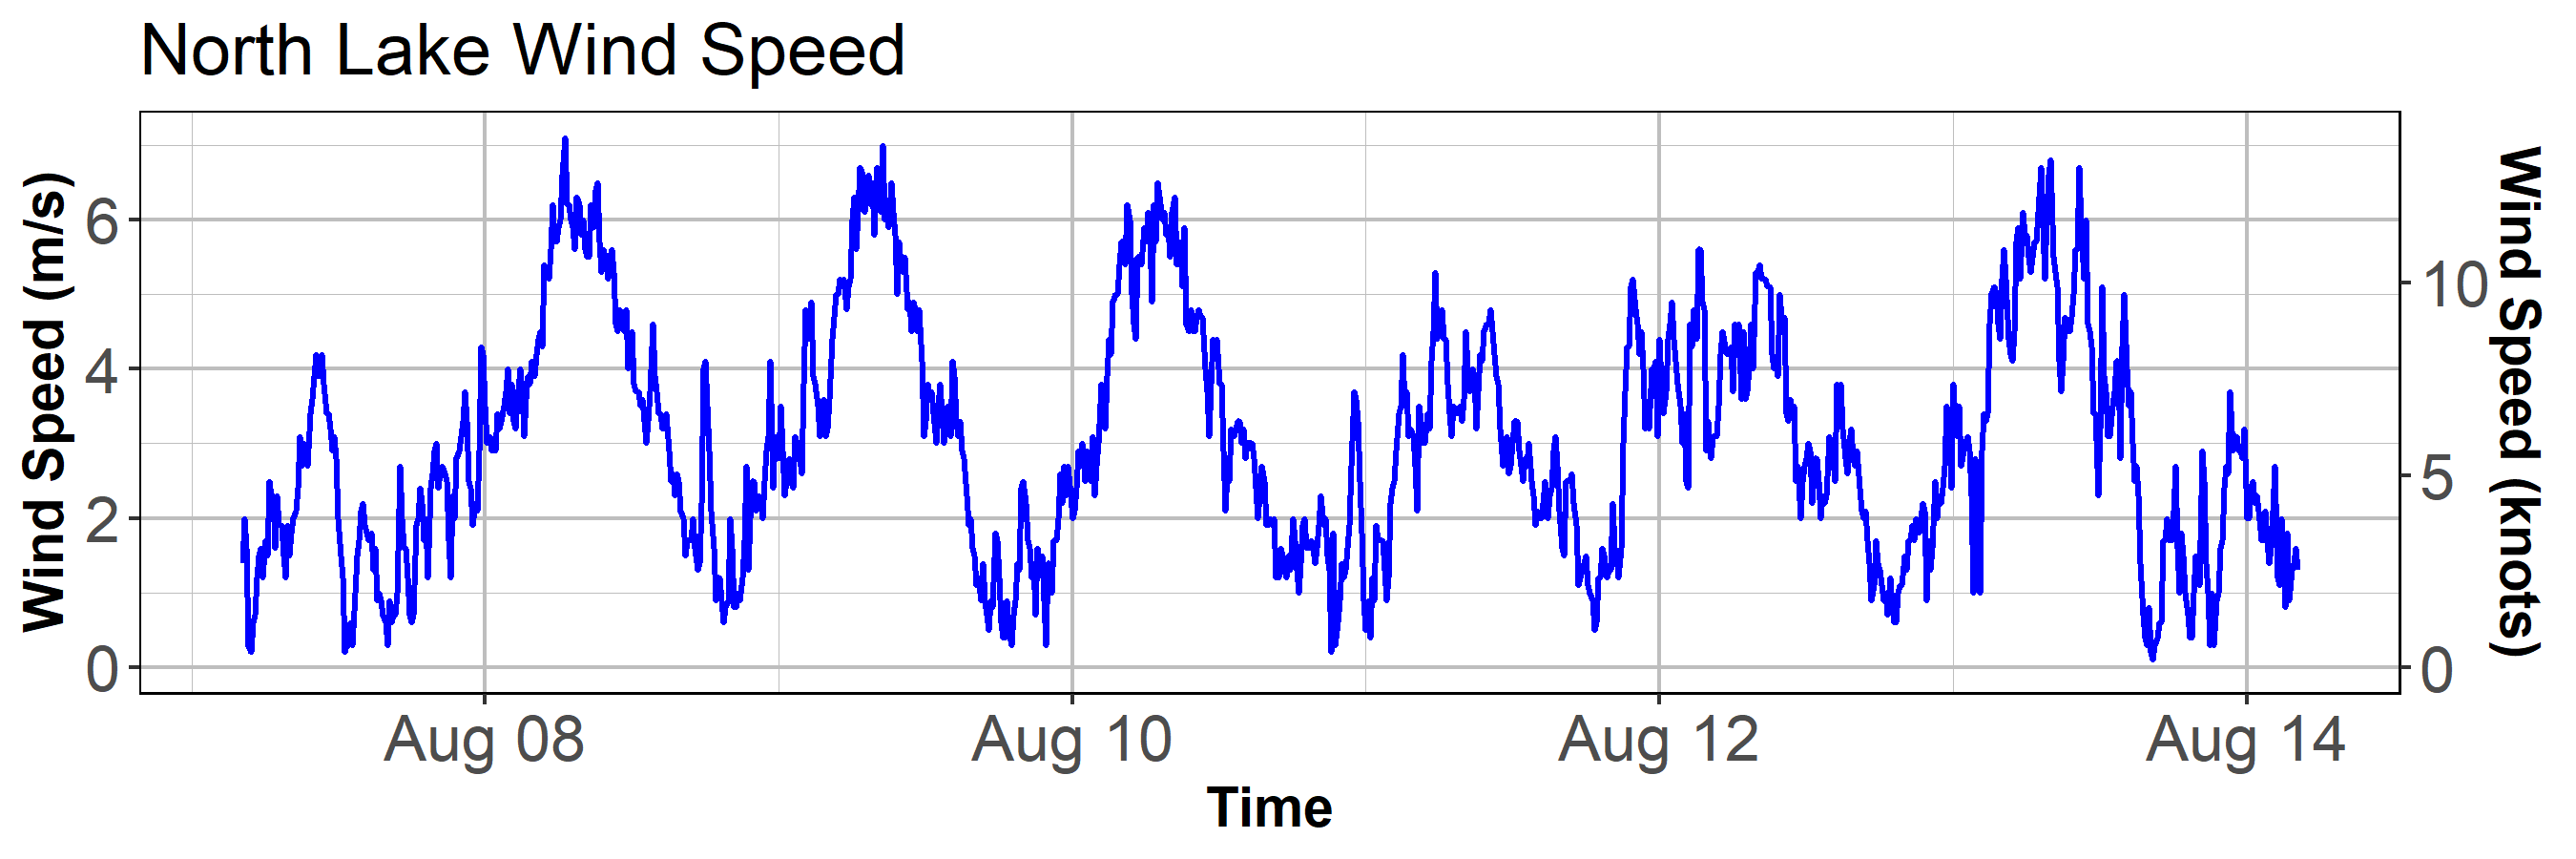 North Lake Wind Speed
Wind Speed (m/s)
6
4
2
0
10
5
0
Wind Speed (knots)
Aug 08
Aug 10
Aug 12
Aug 14
Time